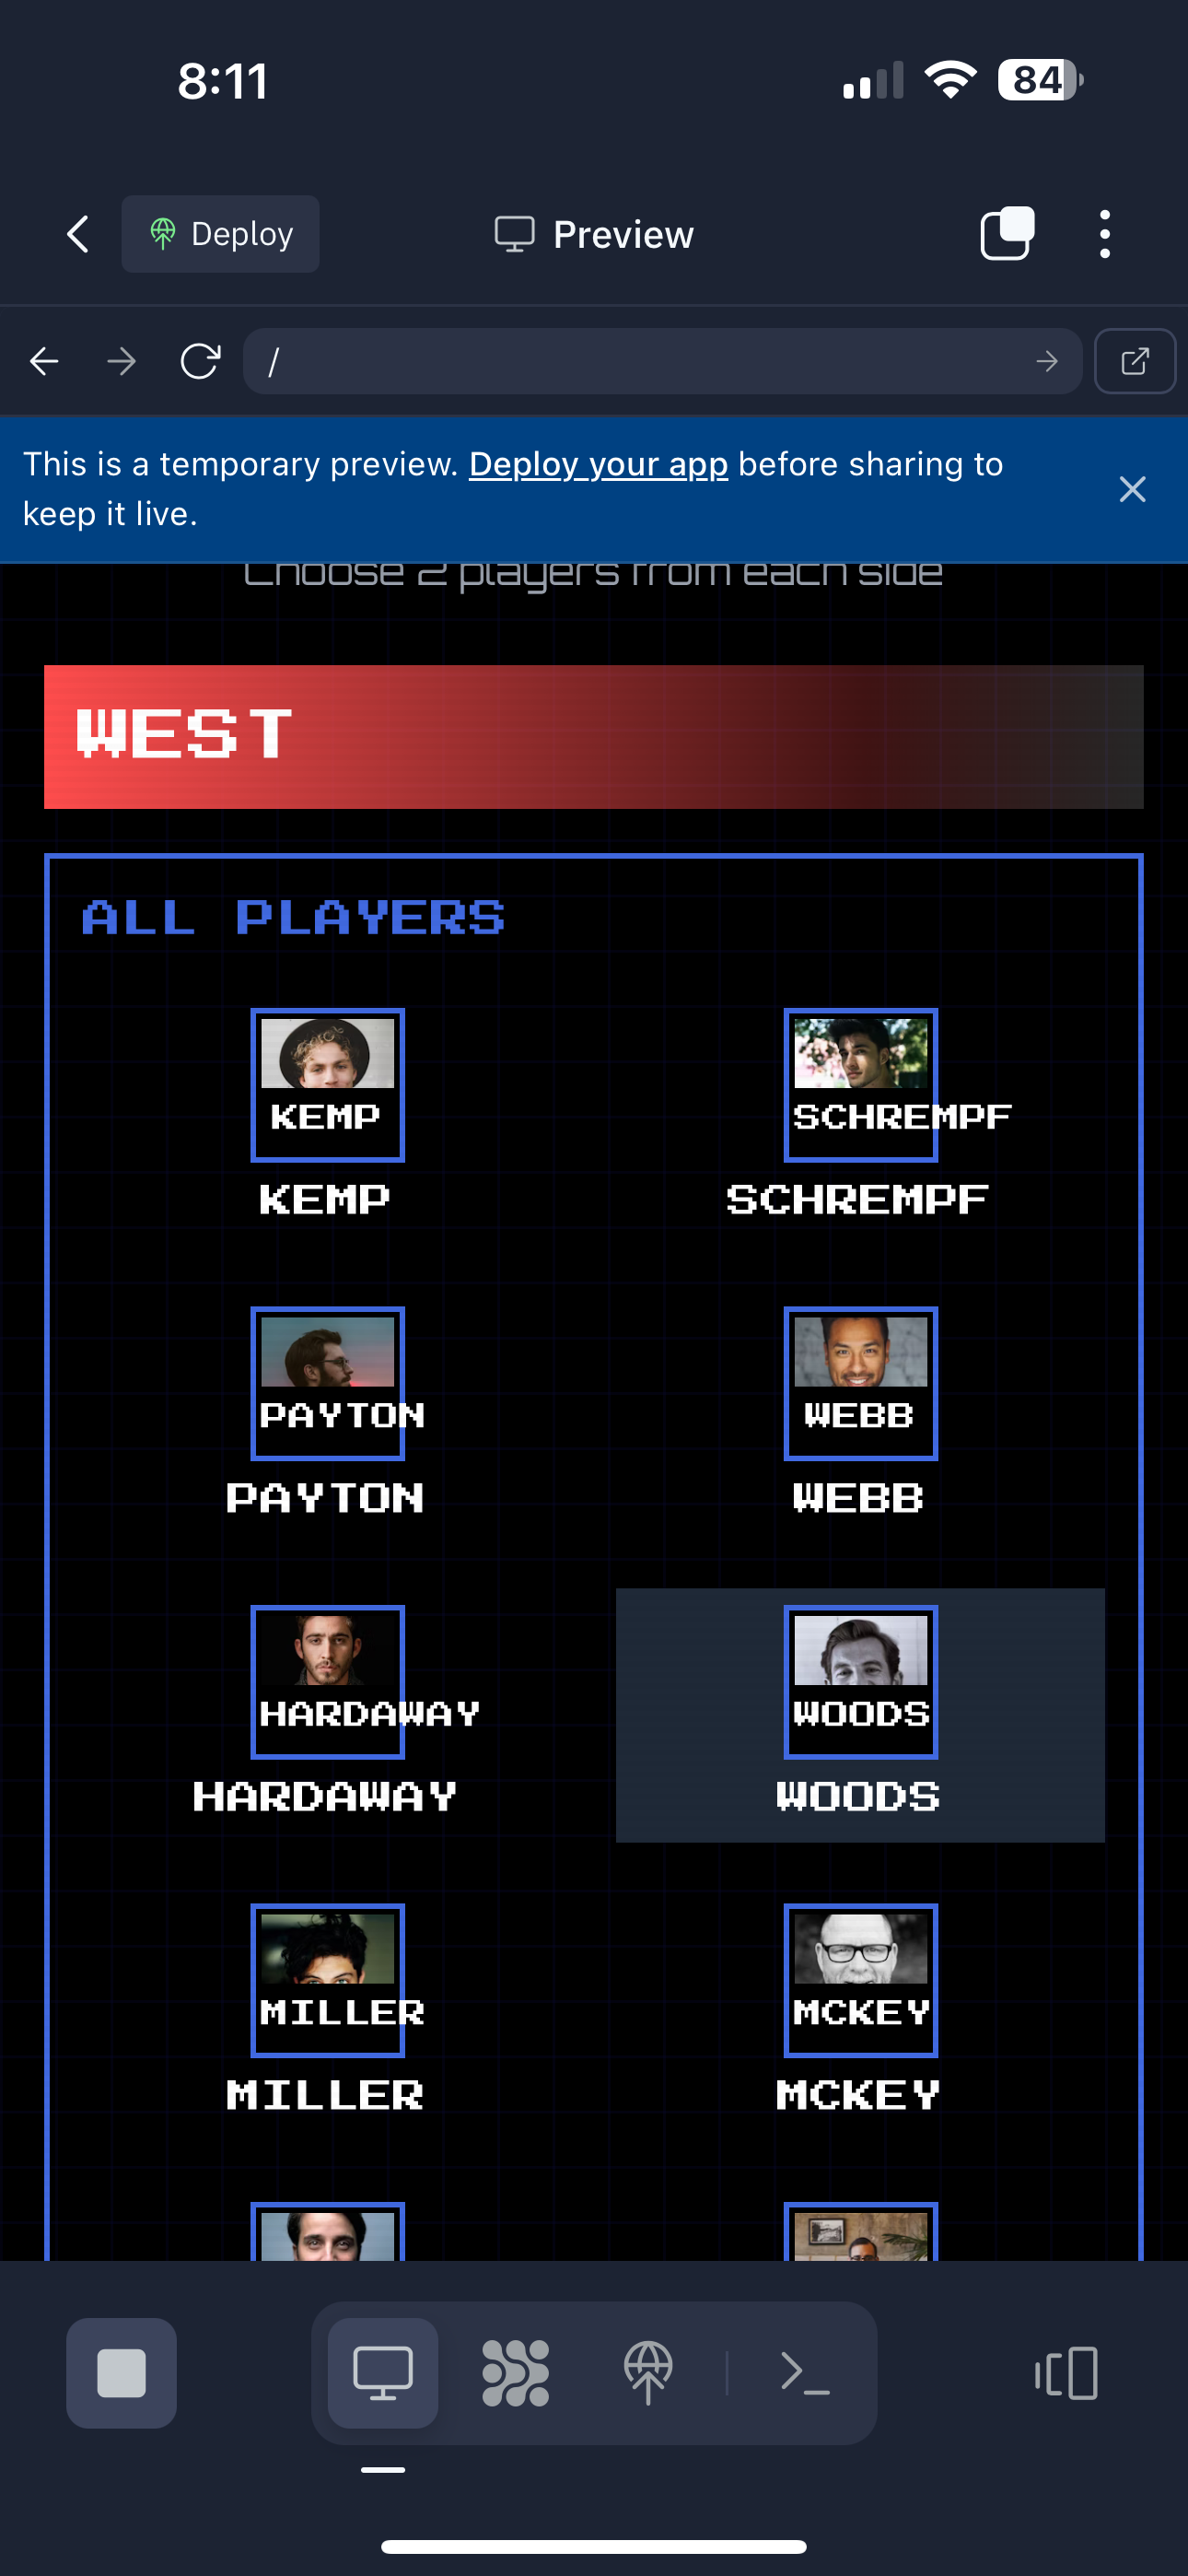 8:11
84
Deploy
Preview
/
This is a temporary preview. Deploy your app before sharing to
keep it live.
Choose 2 players from each side
WEST
ALL PLAYERS
KEMP
SCHREMPF
KEMP
SCHREMPF
PAYTON
WEBB
PAYTON
WEBB
HARDAWAY
WOODS
HARDAWAY
WOODS
MILLER
MCKEY
MILLER
MCKEY